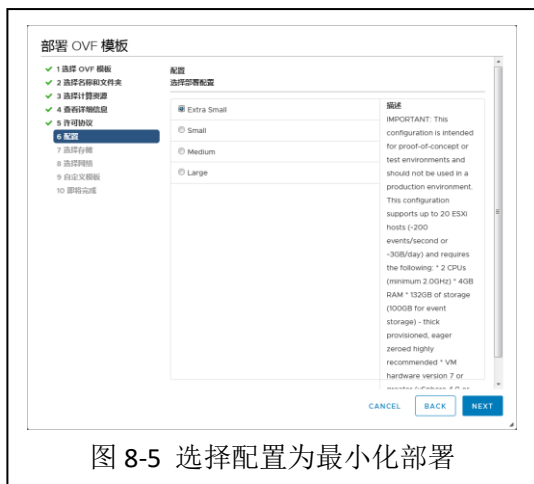 部署 OVF 模板
✓ 1 选择 OVF 模板
✓ 2 选择名称和文件夹
✓ 3 选择计算资源
✓ 4 查看详细信息
✓ 5 许可协议
6 配置
7 选择存储
8 选择网络
9 自定义模板
10 即将完成
配置
选择部署配置
Extra Small
Small
Medium
Large
描述
IMPORTANT: This
configuration is intended
for proof-of-concept or
test environments and
should not be used in a
production environment.
This configuration
supports up to 20 ESXi
hosts (~200
events/second or
~3GB/day) and requires
the following: * 2 CPUs
(minimum 2.0GHz) * 4GB
RAM * 132GB of storage
(100GB for event
storage) - thick
provisioned, eager
zeroed highly
recommended * VM
hardware version 7 or
greater (vSphere 4.0 or
CANCEL BACK NEXT
图 8-5 选择配置为最小化部署